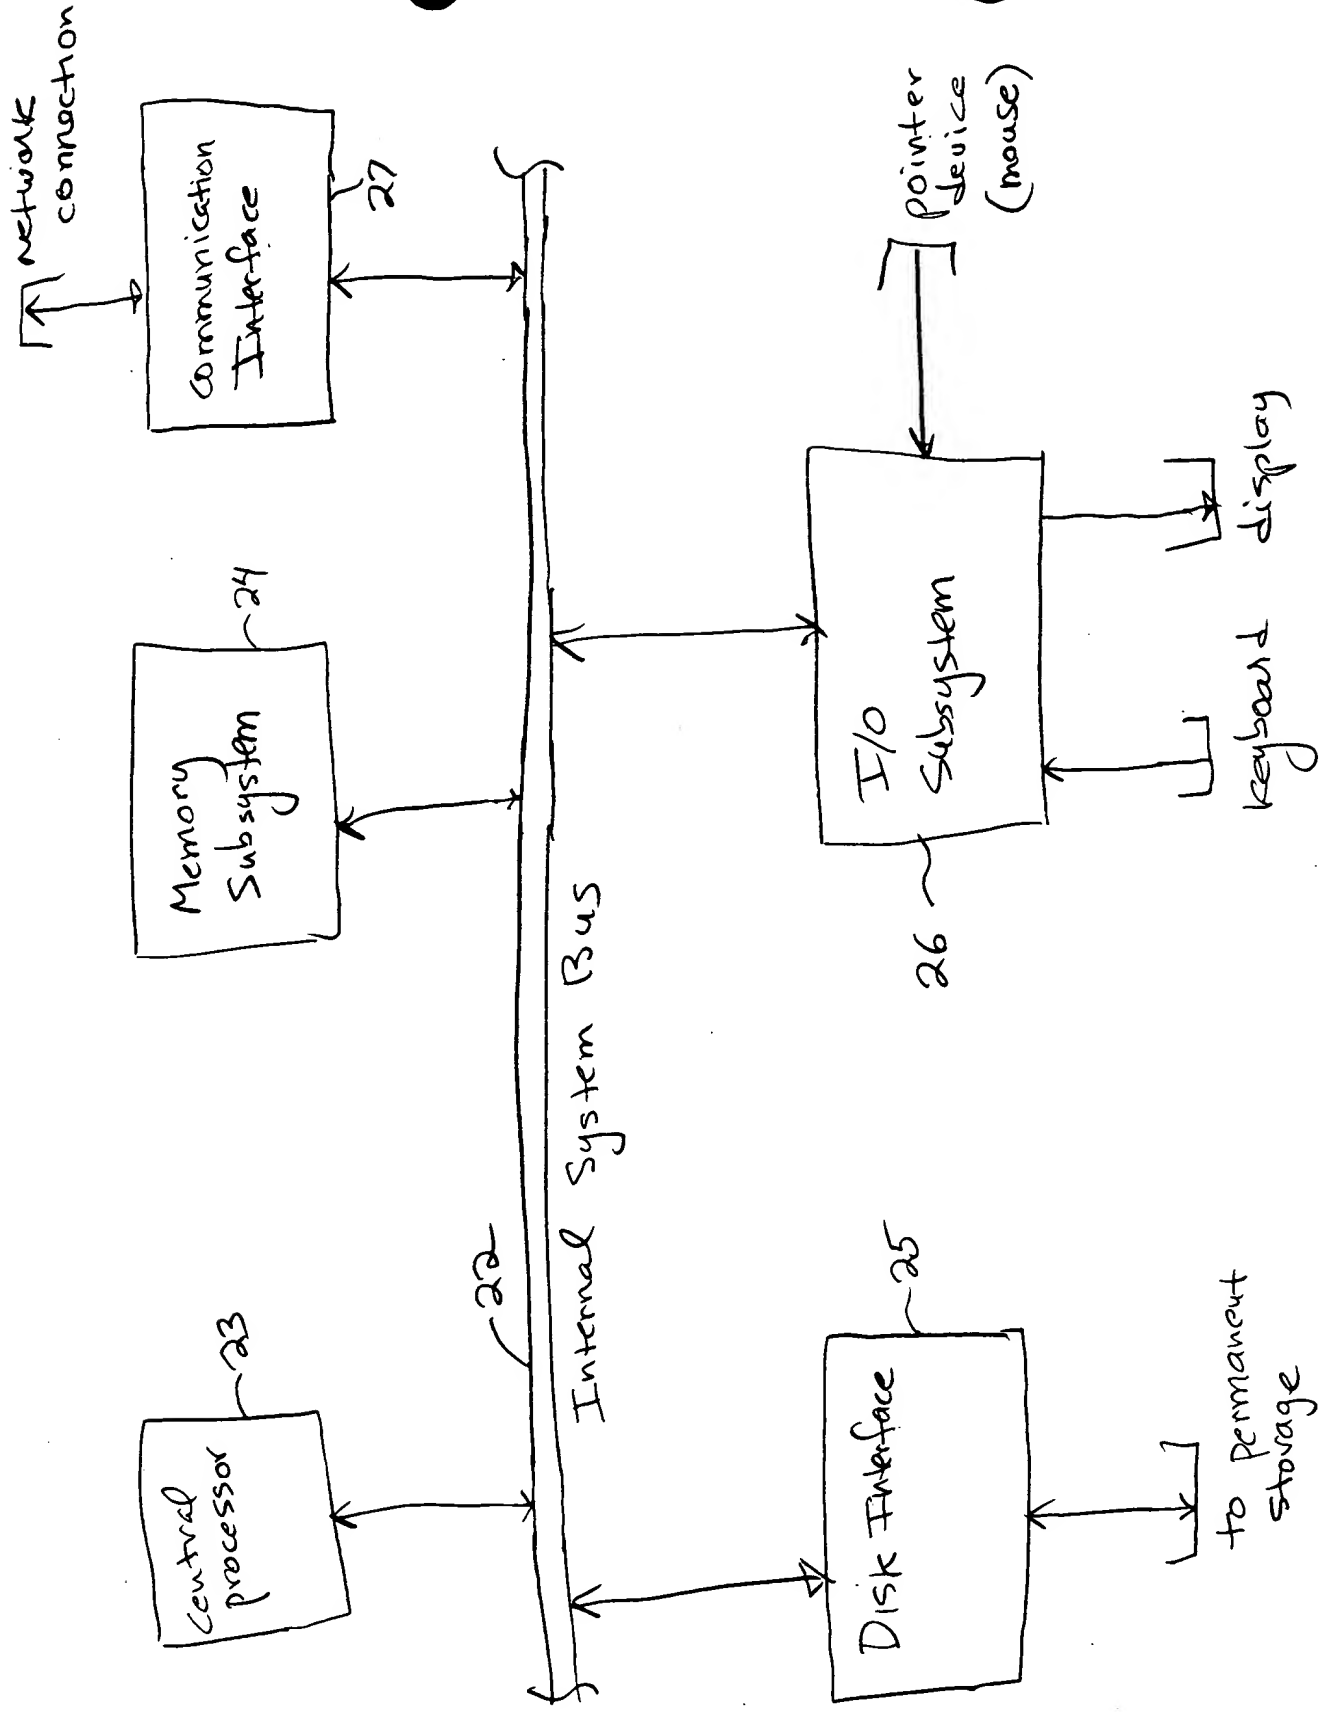 central
processor
23
Memory
Subsystem
24
communication
Interface
27
network
connection
22
Internal System Bus
Disk Interface
25
to permanent
storage
I/O
Subsystem
26
keyboard
display
pointer
device
(mouse)